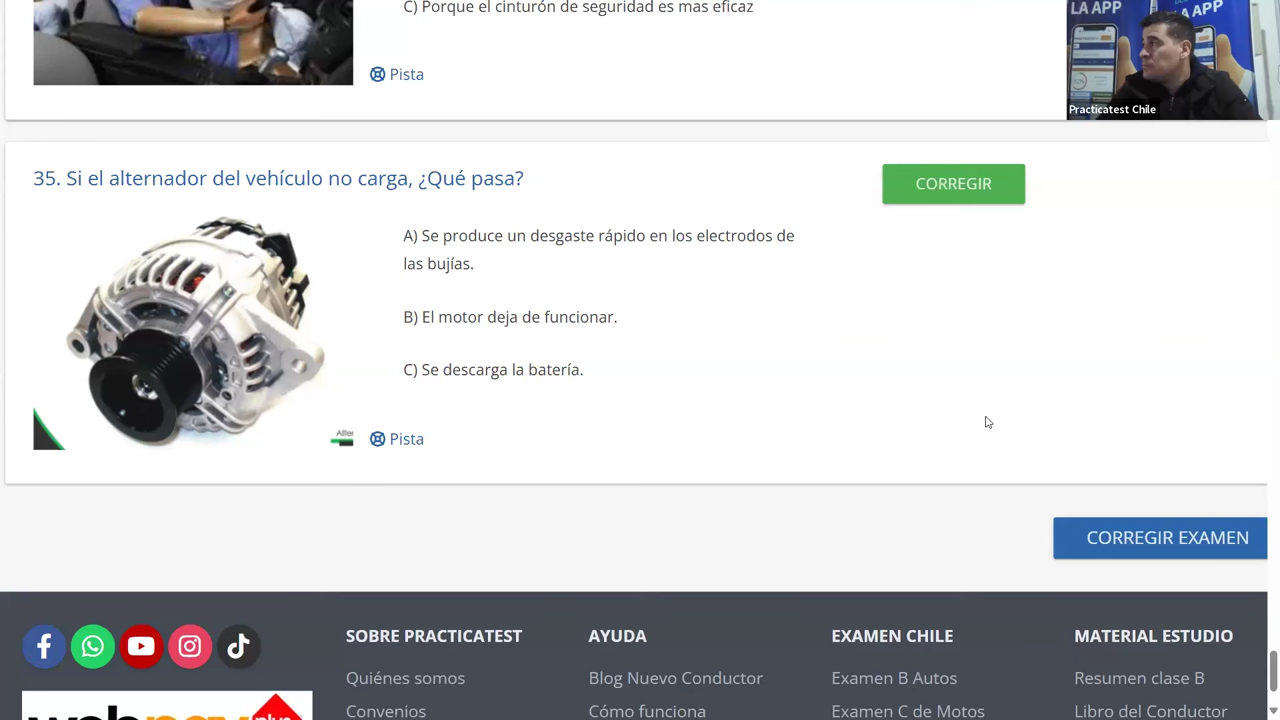 C) Porque el cinturón de seguridad es mas eficaz
LA APP
LA APP
Pista
Practicatest Chile
35. Si el alternador del vehículo no carga, ¿Qué pasa?
CORREGIR
A) Se produce un desgaste rápido en los electrodos de
las bujías.
B) El motor deja de funcionar.
C) Se descarga la batería.
Alter
Pista
CORREGIR EXAMEN
SOBRE PRACTICATEST
AYUDA
EXAMEN CHILE
MATERIAL ESTUDIO
Quiénes somos
Blog Nuevo Conductor
Examen B Autos
Resumen clase B
Convenios
Cómo funciona
Examen C de Motos
Libro del Conductor
webpay plus